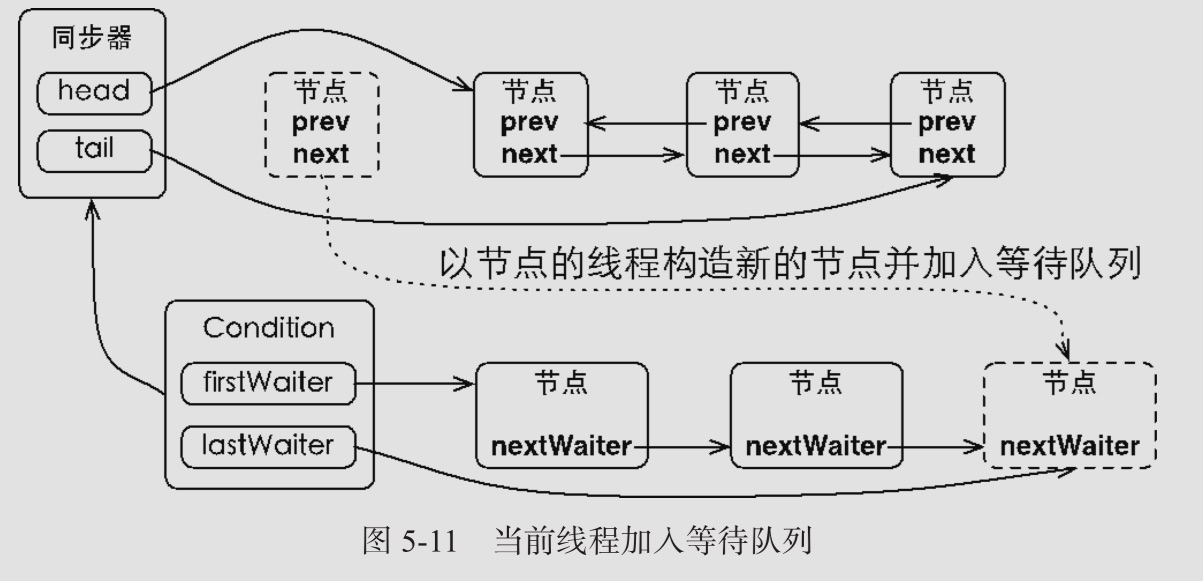 同步器
head
tail
节点
prev
next
节点
prev
next
节点
prev
next
节点
prev
next
以节点的线程构造新的节点并加入等待队列
Condition
firstWaiter
lastWaiter
节点
nextWaiter
节点
nextWaiter
节点
nextWaiter
图 5-11 当前线程加入等待队列